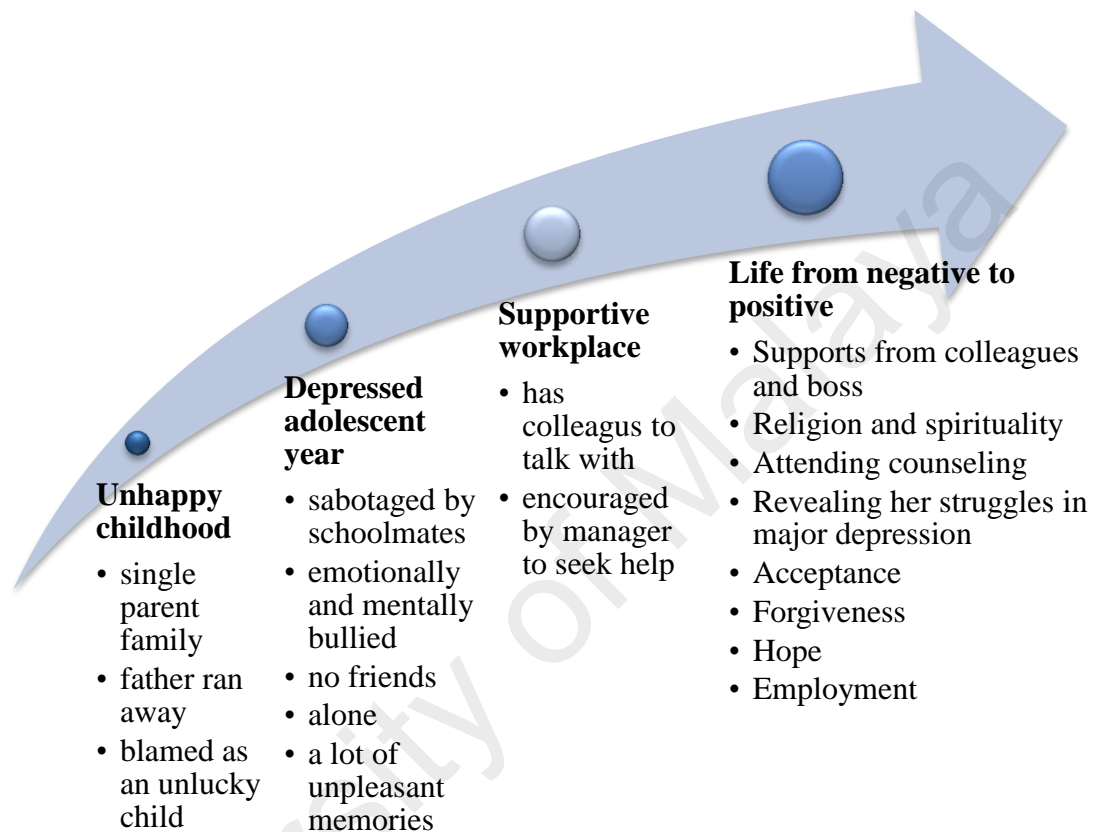 Unhappy
childhood
• single
parent
family
• father ran
away
• blamed as
an unlucky
child
Depressed
adolescent
year
• sabotaged by
schoolmates
• emotionally
and mentally
bullied
• no friends
• alone
• a lot of
unpleasant
memories
Supportive
workplace
• has
colleagus to
talk with
• encouraged
by manager
to seek help
Life from negative to
positive
• Supports from colleagues
and boss
• Religion and spirituality
• Attending counseling
• Revealing her struggles in
major depression
• Acceptance
• Forgiveness
• Hope
• Employment
rsity of Malaya